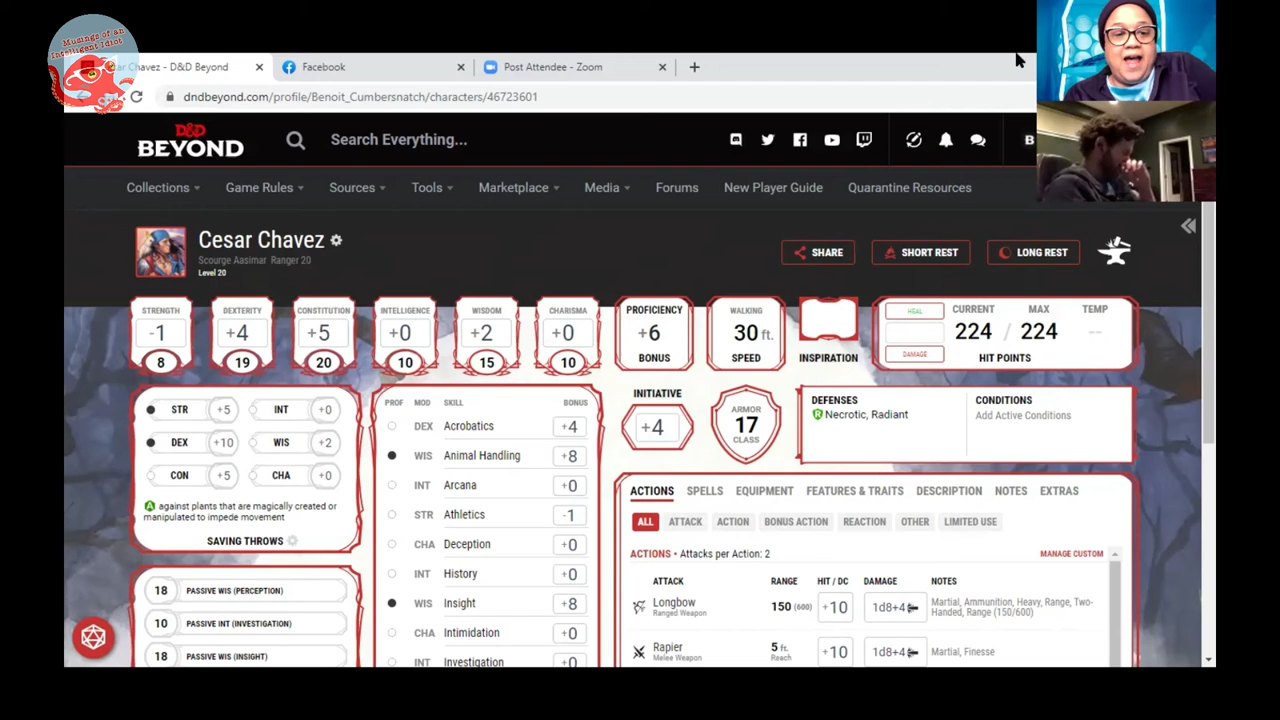 Musings of an
Intelligent Idiot
ar Chavez - D&D Beyond
Facebook
Post Attendee - Zoom
dndbeyond.com/profile/Benoit_Cumbersnatch/characters/46723601
D&D
BEYOND
Search Everything...
B
Collections
Game Rules
Sources
Tools
Marketplace
Media
Forums
New Player Guide
Quarantine Resources
Cesar Chavez
Scourge Aasimar Ranger 20
Level 20
SHARE
SHORT REST
LONG REST
STRENGTH
-1
8
DEXTERITY
+4
19
CONSTITUTION
+5
20
INTELLIGENCE
+0
10
WISDOM
+2
15
CHARISMA
+0
10
PROFICIENCY
+6
BONUS
WALKING
30 ft.
SPEED
INSPIRATION
HEAL
DAMAGE
CURRENT
224
/
MAX
224
TEMP
--
HIT POINTS
STR +5
INT +0
DEX +10
WIS +2
CON +5
CHA +0
A against plants that are magically created or
manipulated to impede movement
SAVING THROWS
18 PASSIVE WIS (PERCEPTION)
10 PASSIVE INT (INVESTIGATION)
18 PASSIVE WIS (INSIGHT)
PROF MOD SKILL BONUS
DEX Acrobatics +4
WIS Animal Handling +8
INT Arcana +0
STR Athletics -1
CHA Deception +0
INT History +0
WIS Insight +8
CHA Intimidation +0
INT Investigation +0
INITIATIVE
+4
ARMOR
17
CLASS
DEFENSES
R Necrotic, Radiant
CONDITIONS
Add Active Conditions
ACTIONS SPELLS EQUIPMENT FEATURES & TRAITS DESCRIPTION NOTES EXTRAS
ALL ATTACK ACTION BONUS ACTION REACTION OTHER LIMITED USE
ACTIONS • Attacks per Action: 2
MANAGE CUSTOM
ATTACK RANGE HIT / DC DAMAGE NOTES
Longbow
Ranged Weapon
150 (600)
+10
1d8+4
Martial, Ammunition, Heavy, Range, Two-
Handed, Range (150/600)
Rapier
Melee Weapon
5 ft.
Reach
+10
1d8+4
Martial, Finesse